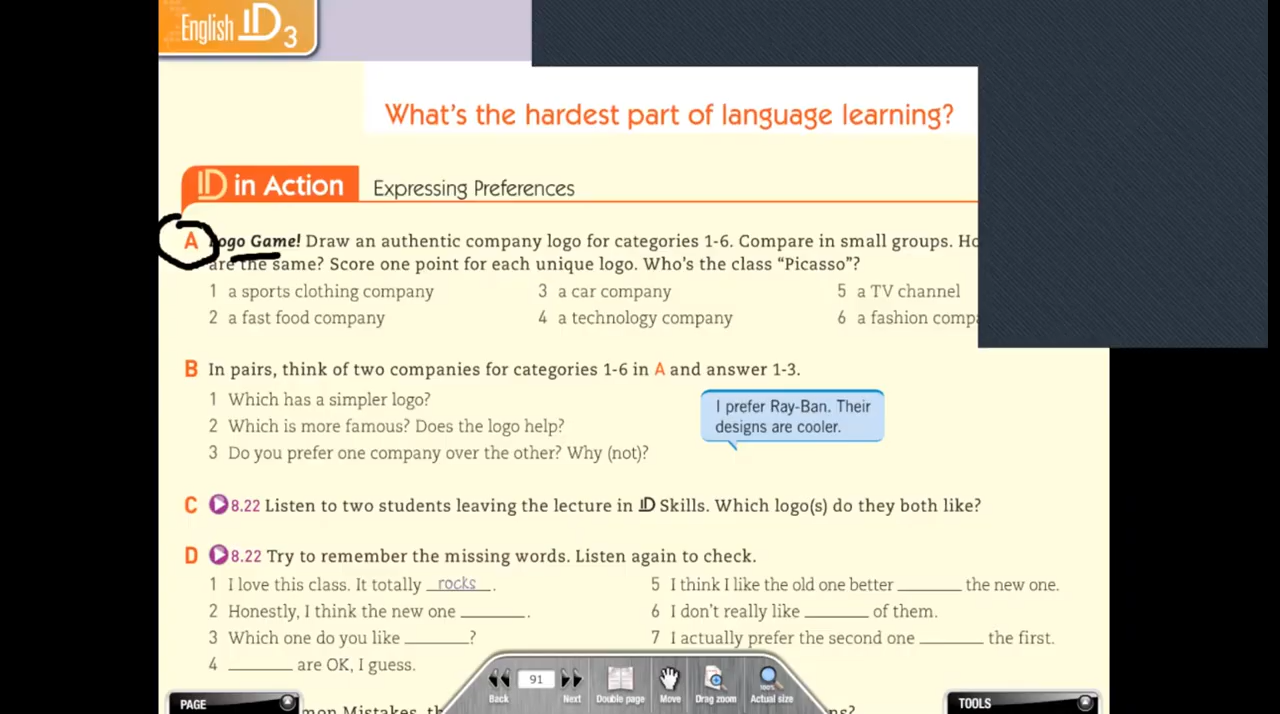 English ID 3
What's the hardest part of language learning?
ID in Action Expressing Preferences
A Logo Game! Draw an authentic company logo for categories 1-6. Compare in small groups.
are the same? Score one point for each unique logo. Who's the class "Picasso"?
1 a sports clothing company 3 a car company 5 a TV channel
2 a fast food company 4 a technology company 6 a fashion
B In pairs, think of two companies for categories 1-6 in A and answer 1-3.
1 Which has a simpler logo?
2 Which is more famous? Does the logo help?
3 Do you prefer one company over the other? Why (not)?
I prefer Ray-Ban. Their
designs are cooler.
C 8.22 Listen to two students leaving the lecture in ID Skills. Which logo(s) do they both like?
D 8.22 Try to remember the missing words. Listen again to check.
1 I love this class. It totally rocks.
2 Honestly, I think the new one ________.
3 Which one do you like ________?
4 ________ are OK, I guess.
5 I think I like the old one better ________ the new one.
6 I don't really like ________ of them.
7 I actually prefer the second one ________ the first.
91
Back Next Double page Move Drag zoom Actual size
100%
PAGE
Mistakes,
TOOLS